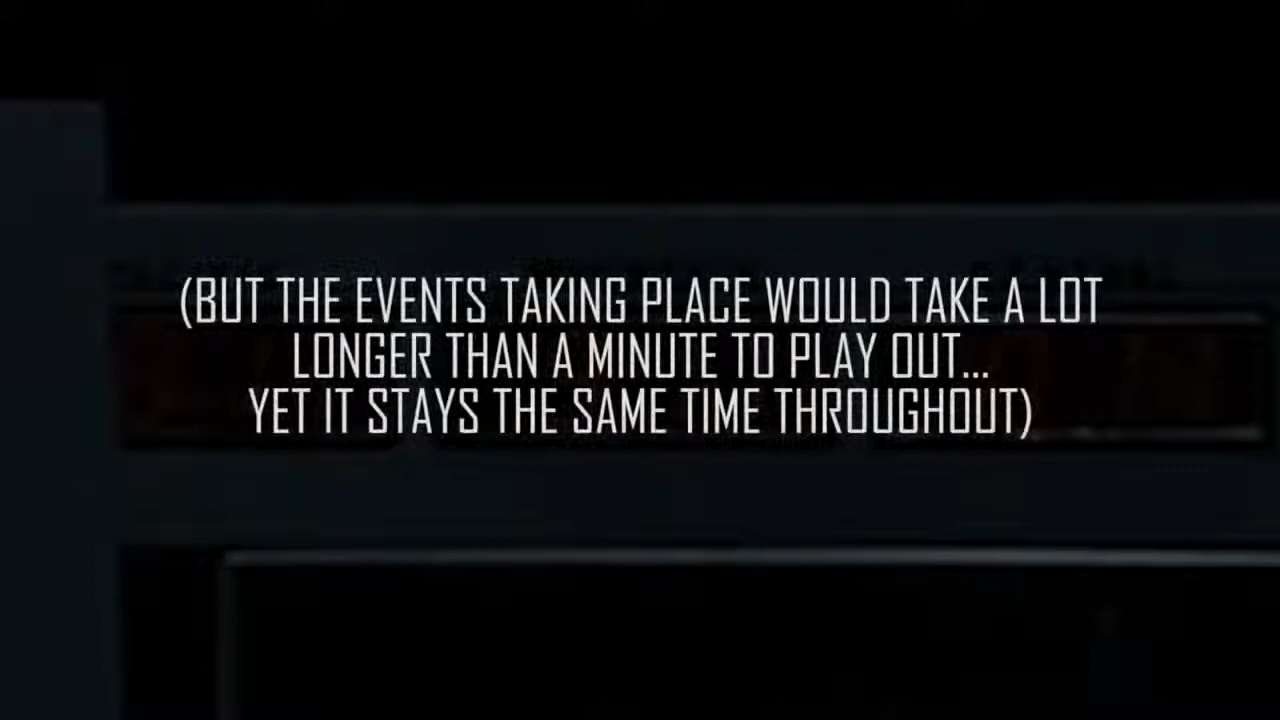 (BUT THE EVENTS TAKING PLACE WOULD TAKE A LOT
LONGER THAN A MINUTE TO PLAY OUT...
YET IT STAYS THE SAME TIME THROUGHOUT)